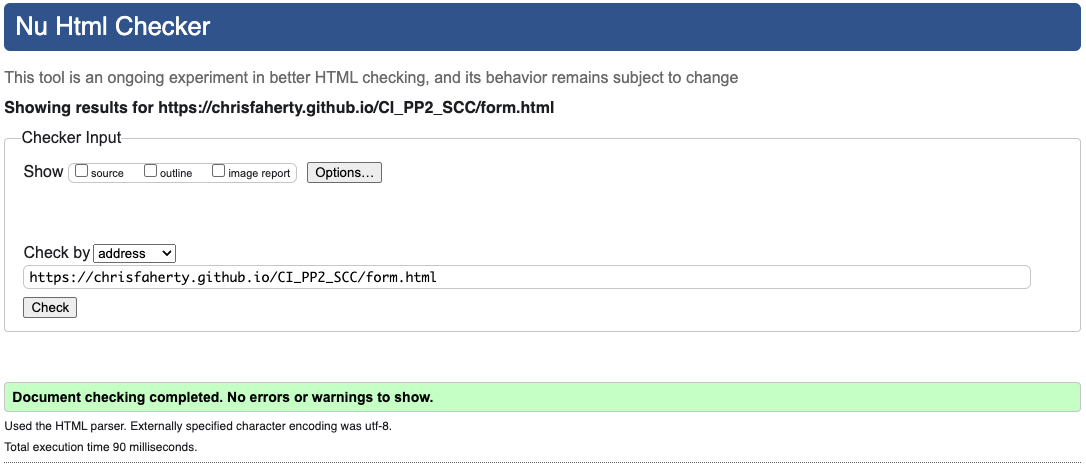 Nu Html Checker
This tool is an ongoing experiment in better HTML checking, and its behavior remains subject to change
Showing results for https://chrisfaherty.github.io/CI_PP2_SCC/form.html
Checker Input
Show source outline image report Options...
Check by address
https://chrisfaherty.github.io/CI_PP2_SCC/form.html
Check
Document checking completed. No errors or warnings to show.
Used the HTML parser. Externally specified character encoding was utf-8.
Total execution time 90 milliseconds.